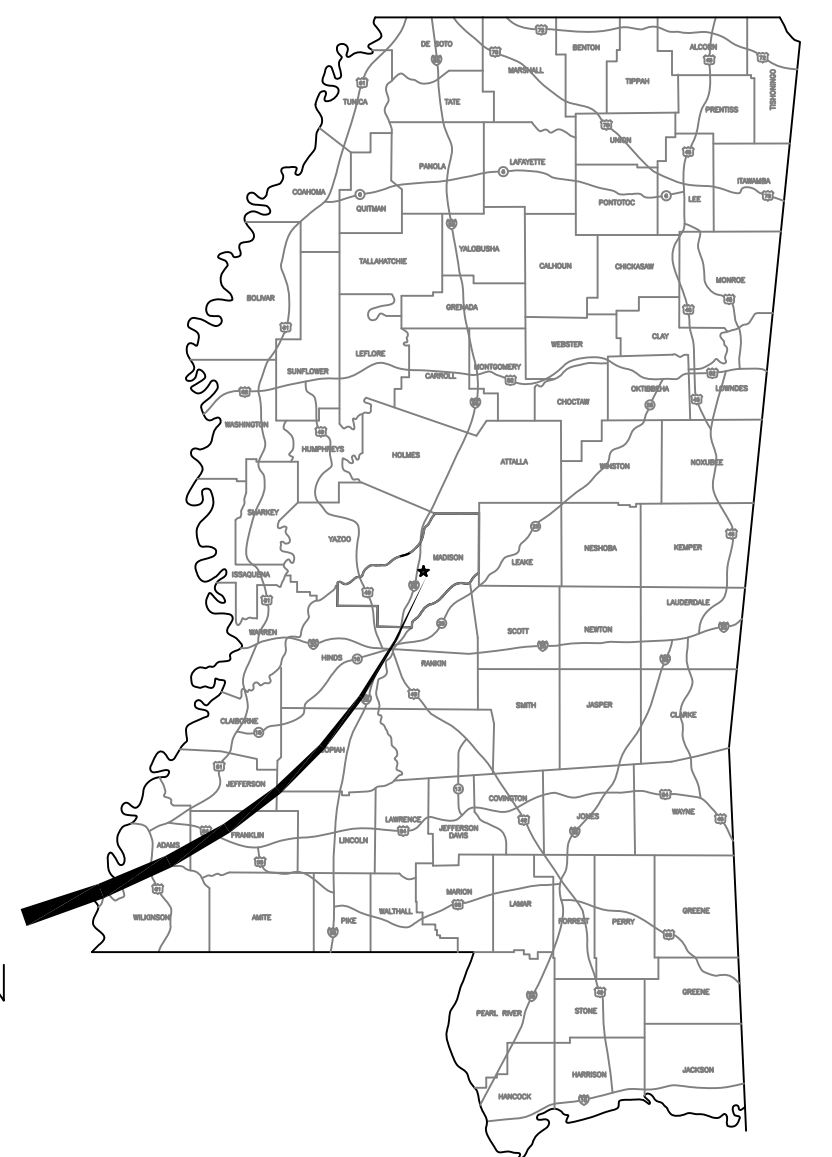 DE SOTO
BENTON
ALCORN
MARSHALL
TIPPAH
TISHOMINGO
TUNICA
TATE
PRENTISS
UNION
PANOLA
LAFAYETTE
ITAWAMBA
COAHOMA
QUITMAN
PONTOTOC
LEE
6
6
6
TALLAHATCHIE
YALOBUSHA
CALHOUN
CHICKASAW
MONROE
BOLIVAR
GRENADA
CLAY
WEBSTER
LEFLORE
SUNFLOWER
MONTGOMERY
CARROLL
OKTIBBEHA
LOWNDES
CHOCTAW
WASHINGTON
HUMPHREYS
HOLMES
ATTALLA
WINSTON
NOXUBEE
SHARKEY
YAZOO
MADISON
LEAKE
NESHOBA
KEMPER
ISSAQUENA
LAUDERDALE
WARREN
SCOTT
NEWTON
HINDS
RANKIN
SMITH
JASPER
CLARKE
CLAIBORNE
OPIAH
JEFFERSON
COVINGTON
WAYNE
LAWRENCE
JONES
JEFFERSON
DAVIS
FRANKLIN
LINCOLN
ADAMS
MARION
LAMAR
GREENE
WILKINSON
AMITE
PIKE
WALTHALL
FORREST
PERRY
GREENE
PEARL RIVER
STONE
JACKSON
HARRISON
HANCOCK
N